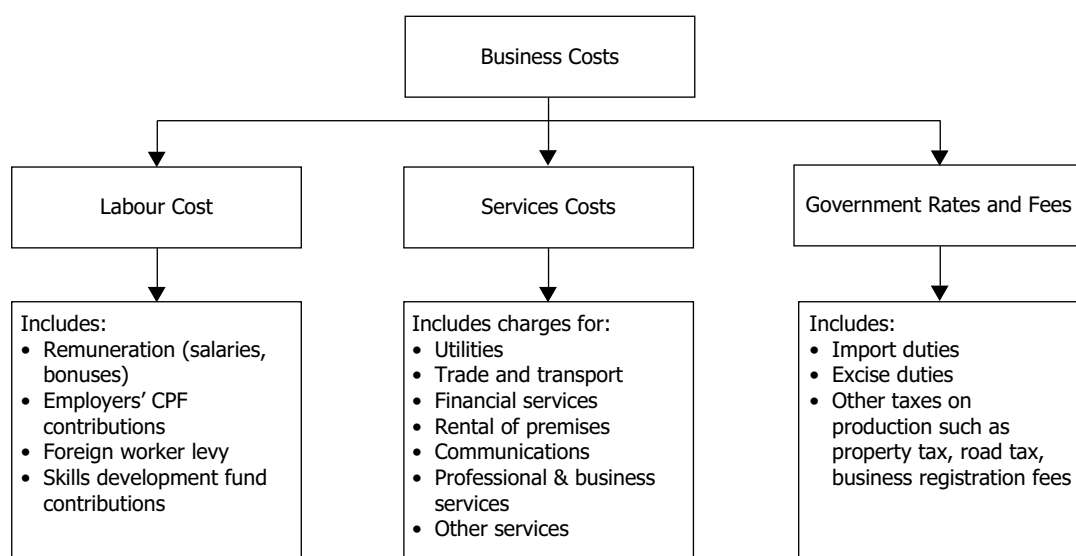 Business Costs
Labour Cost
Services Costs
Government Rates and Fees
Includes:
• Remuneration (salaries,
bonuses)
• Employers’ CPF
contributions
• Foreign worker levy
• Skills development fund
contributions
Includes charges for:
• Utilities
• Trade and transport
• Financial services
• Rental of premises
• Communications
• Professional & business
services
• Other services
Includes:
• Import duties
• Excise duties
• Other taxes on
production such as
property tax, road tax,
business registration fees